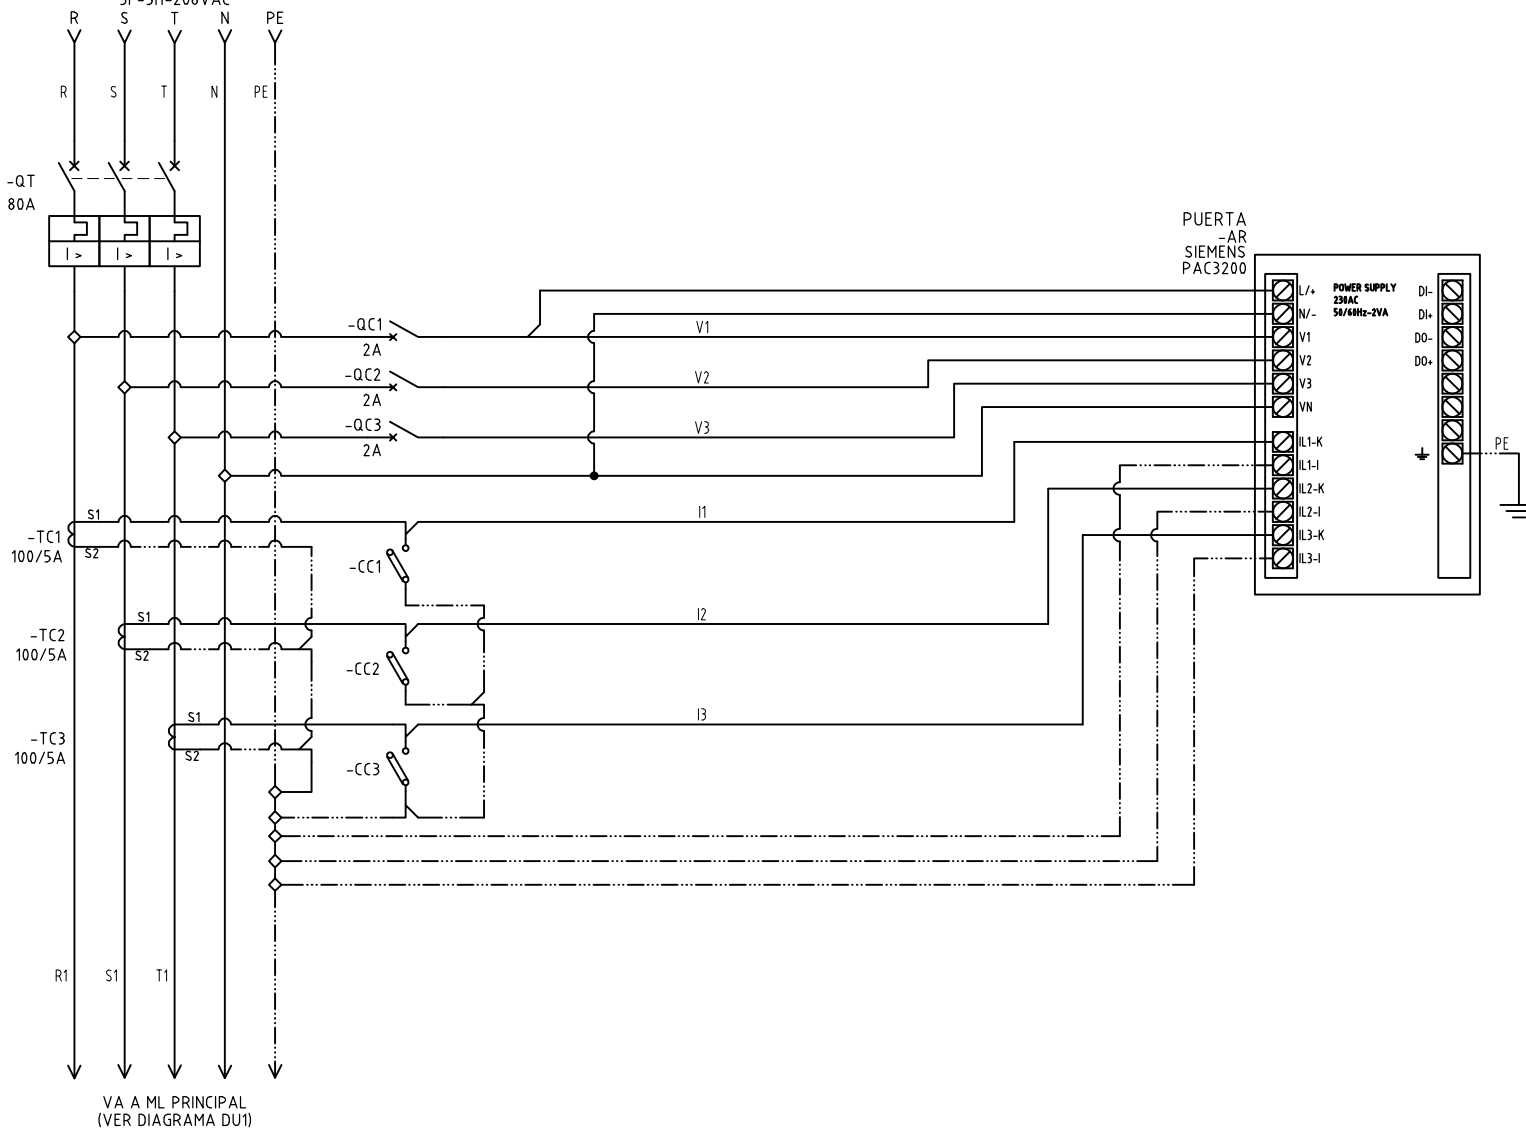 R S T N PE
R S T N PE
-QT
80A
I > I > I >
PUERTA
-AR
SIEMENS
PAC3200
L/+
N/-
V1
V2
V3
VN
IL1-K
IL1-I
IL2-K
IL2-I
IL3-K
IL3-I
POWER SUPPLY
230AC
50/60Hz-2VA
DI-
DI+
DO-
DO+
PE
-QC1
2A
V1
-QC2
2A
V2
-QC3
2A
V3
S1
-TC1
100/5A
S2
-CC1
I1
S1
-TC2
100/5A
S2
-CC2
I2
S1
-TC3
100/5A
S2
-CC3
I3
R1 S1 T1
VA A ML PRINCIPAL
(VER DIAGRAMA DU1)